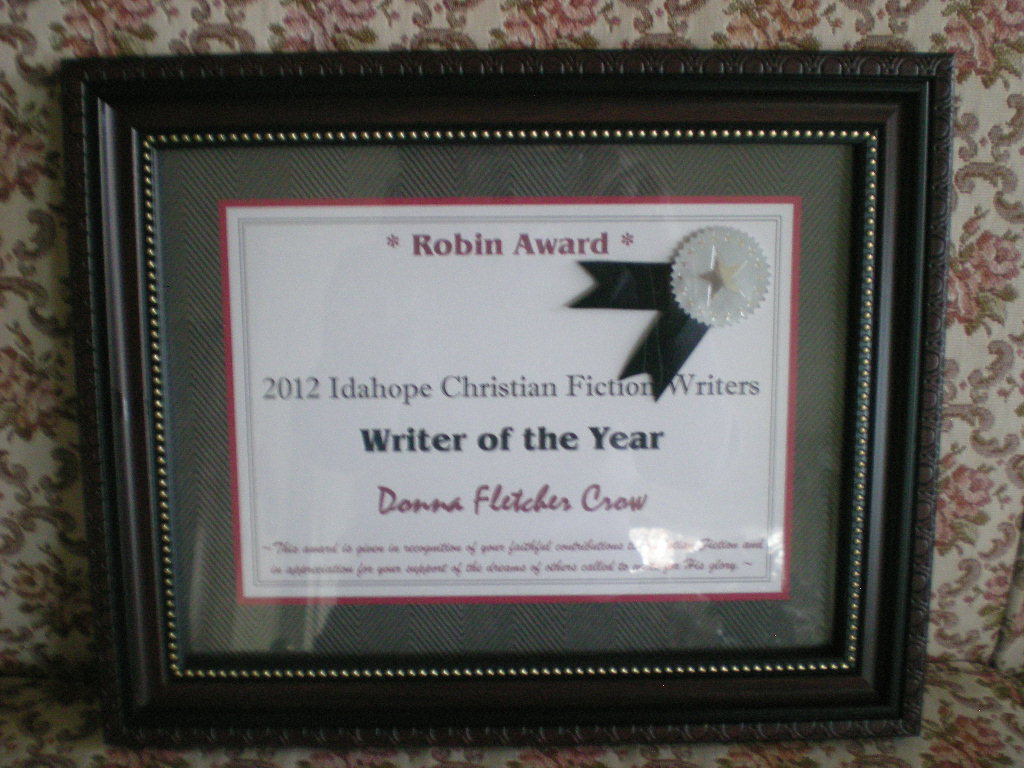 * Robin Award *
2012 Idahope Christian Fiction Writers
Writer of the Year
Donna Fletcher Crow
~This award is given in recognition of your faithful contributions Fiction and
in appreciation for your support of the dreams of others called to for His glory. ~